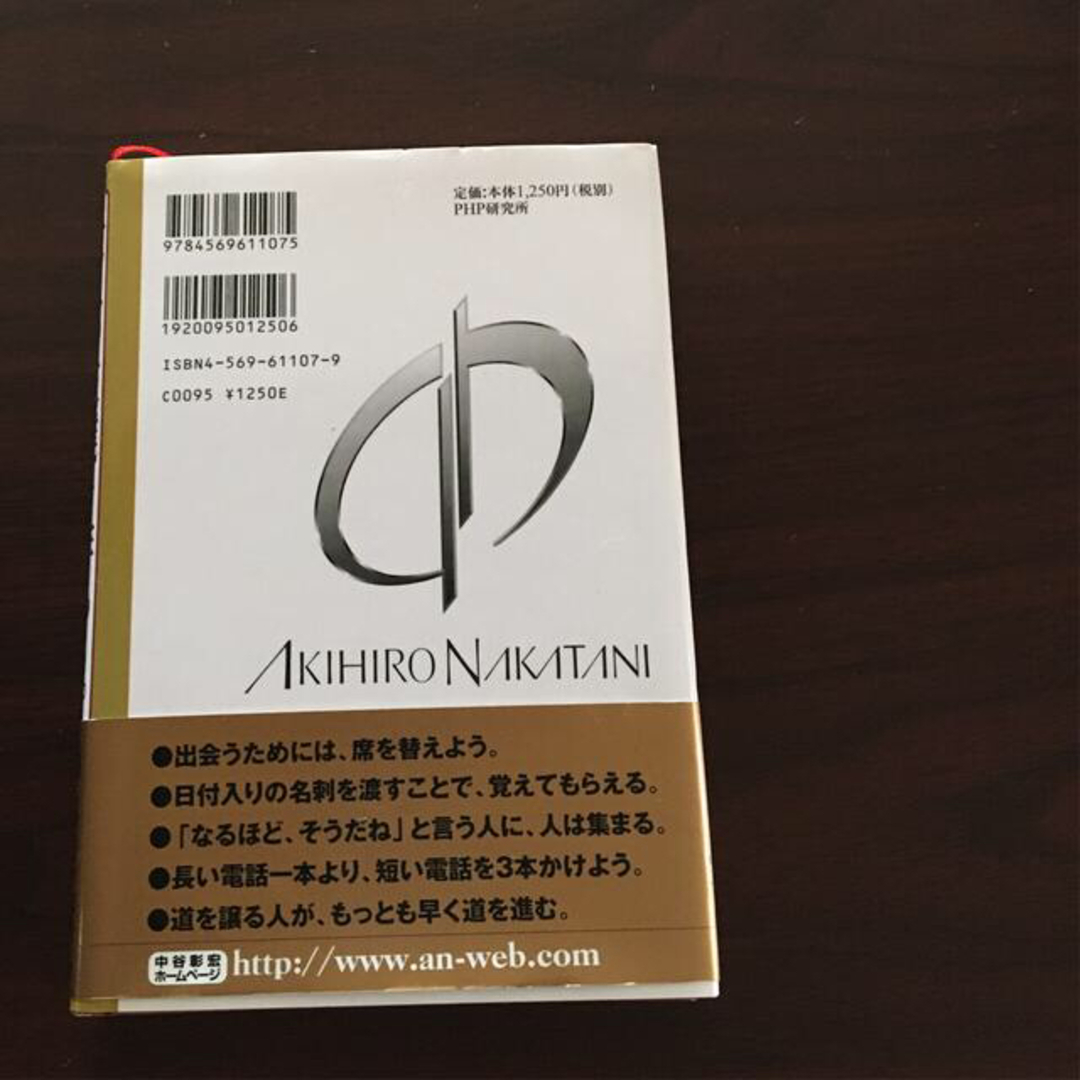 9784569611075
定価:本体1,250円(税別)
PHP研究所
1920095012506
ISBN4-569-61107-9
C0095 ¥1250E
AKIHIRO NAKATANI
●出会うためには、席を替えよう。
●日付入りの名刺を渡すことで、覚えてもらえる。
●「なるほど、そうだね」と言う人に、人は集まる。
●長い電話一本より、短い電話を3本かけよう。
●道を譲る人が、もっとも早く道を進む。
中谷彰宏
ホームページ
http://www.an-web.com